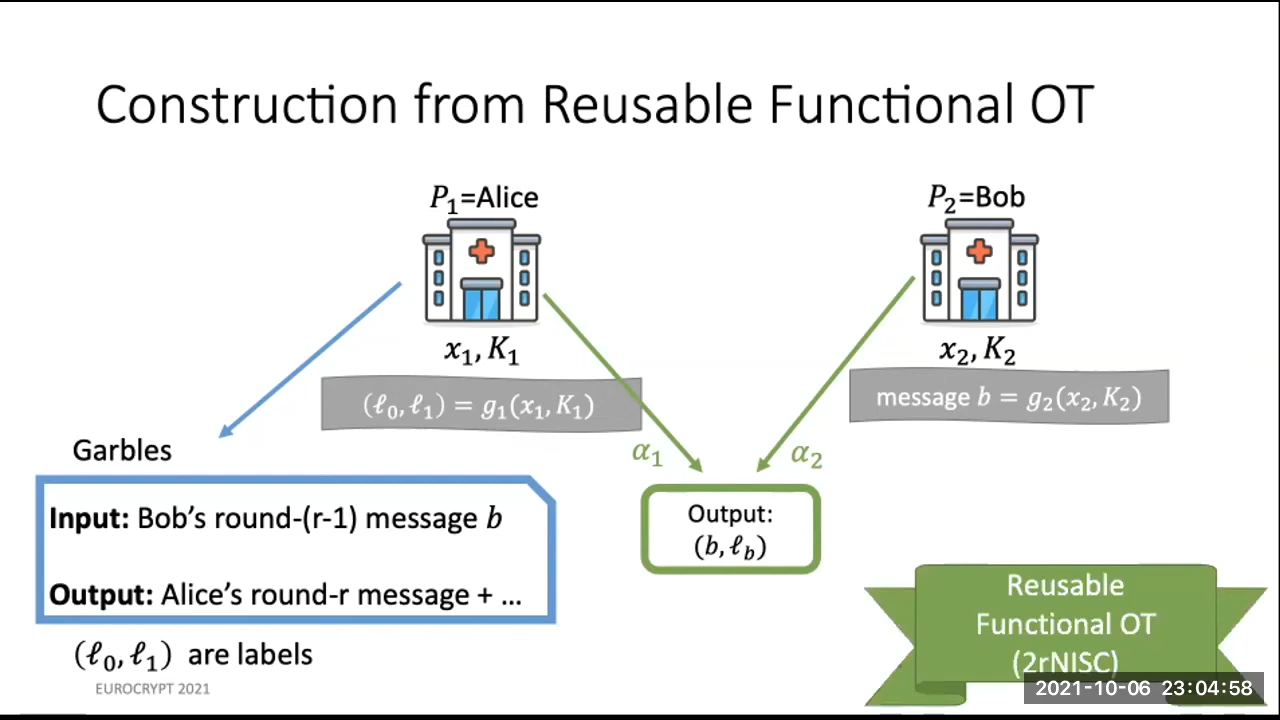 Construction from Reusable Functional OT
P₁=Alice
P₂=Bob
x₁, K₁
x₂, K₂
(ℓ₀, ℓ₁) = g₁(x₁, K₁)
message b = g₂(x₂, K₂)
Garbles
α₁
α₂
Input: Bob's round-(r-1) message b
Output: Alice's round-r message + ...
Output:
(b, ℓ_b)
(ℓ₀, ℓ₁) are labels
Reusable
Functional OT
(2rNISC)
EUROCRYPT 2021
2021-10-06 23:04:58